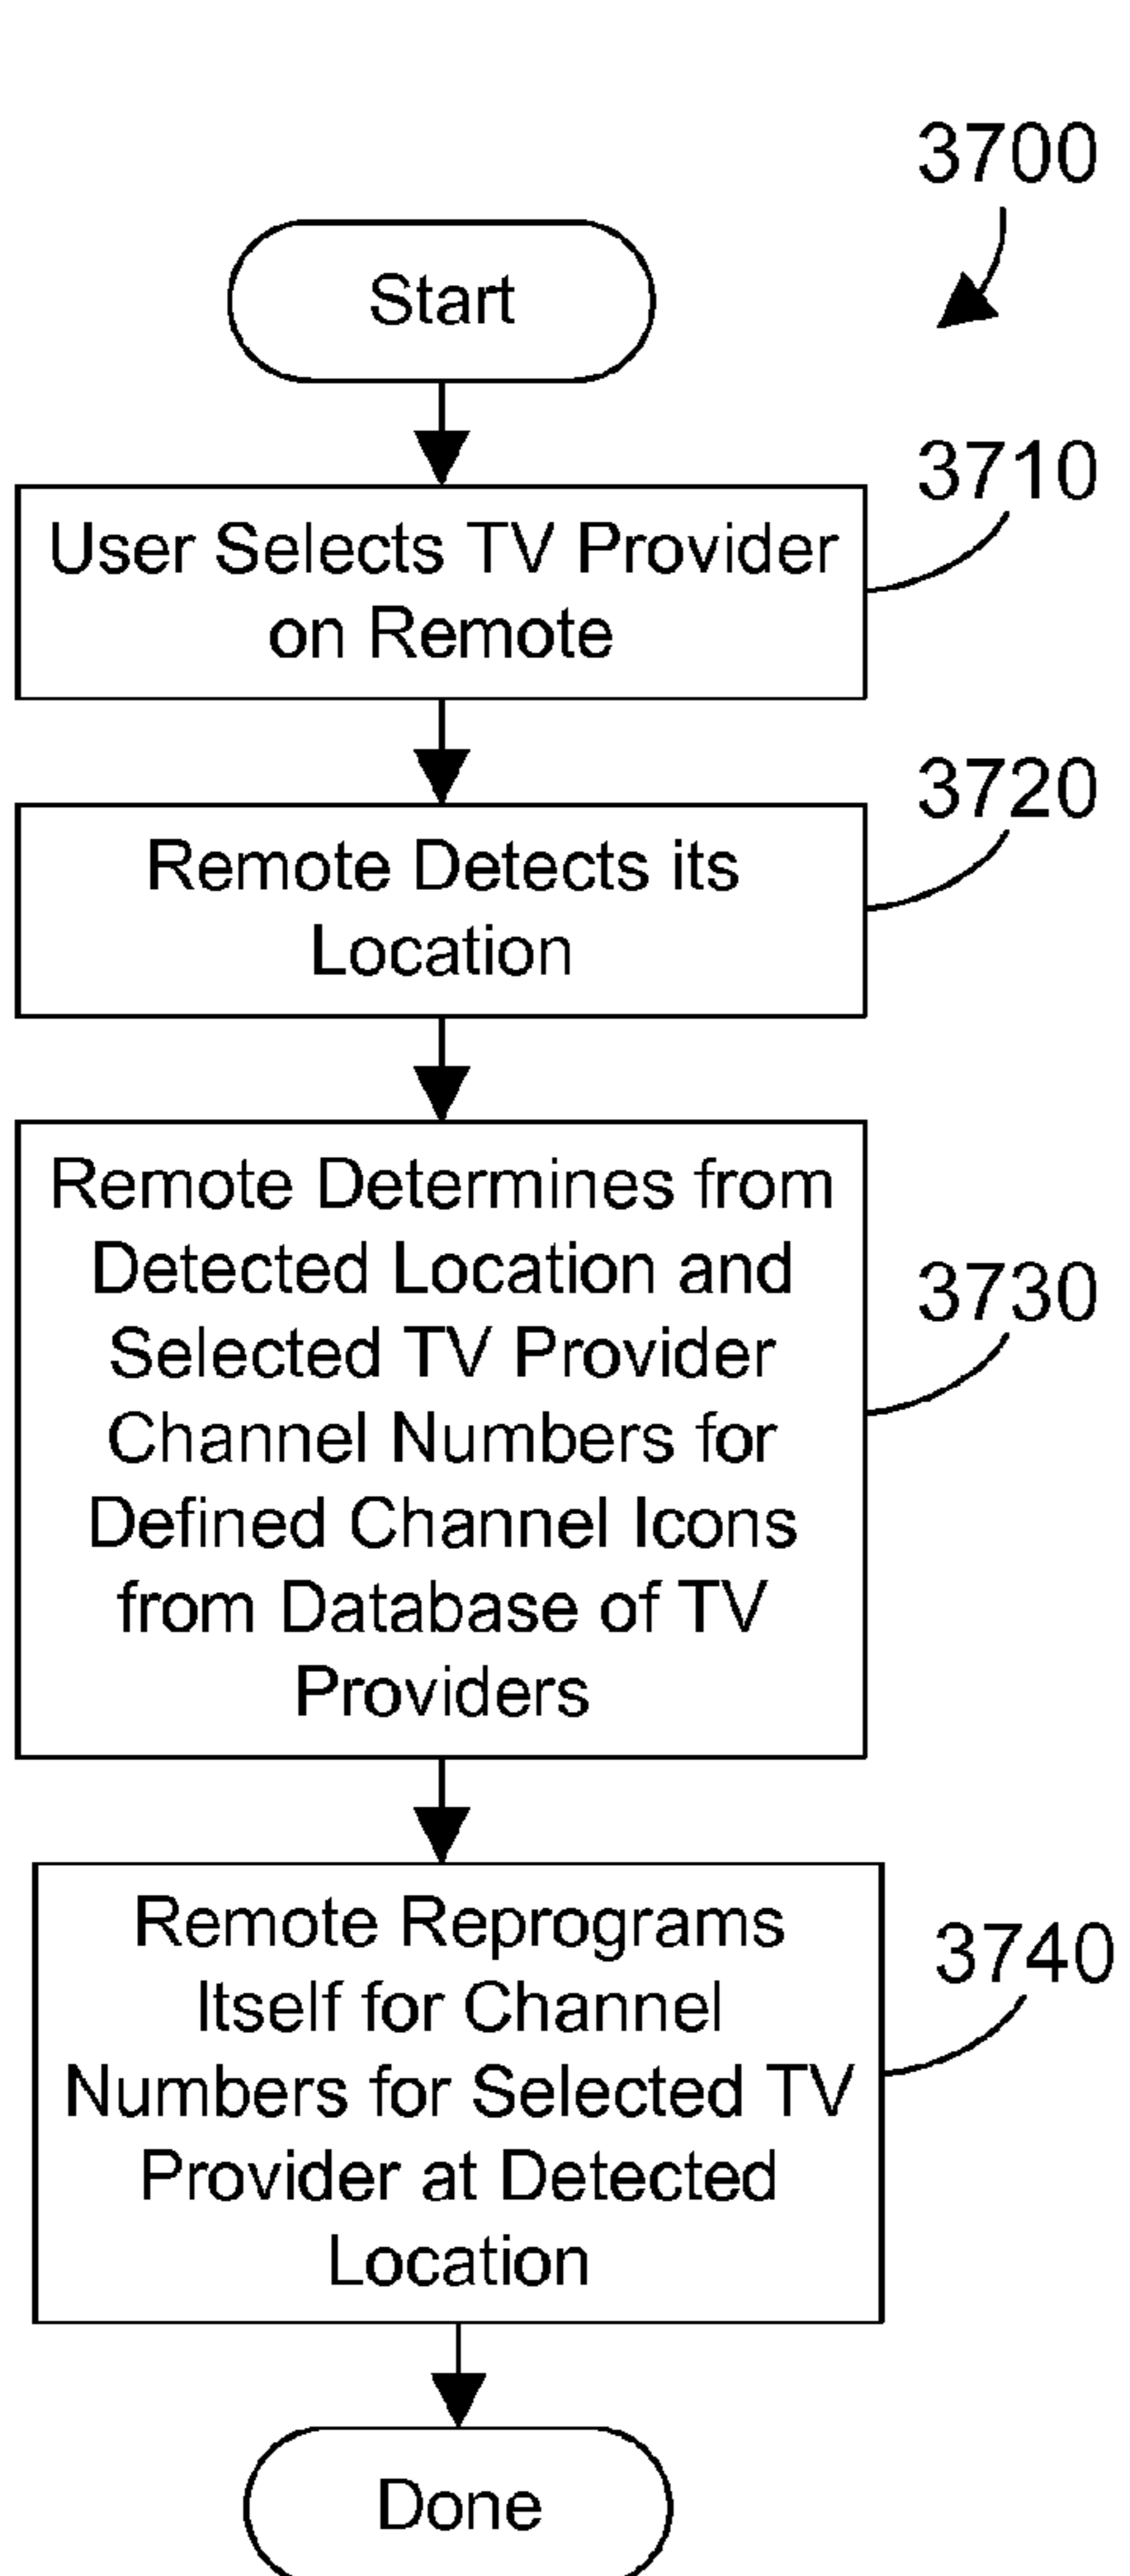 3700
Start
3710
User Selects TV Provider
on Remote
3720
Remote Detects its
Location
Remote Determines from
Detected Location and
Selected TV Provider
Channel Numbers for
Defined Channel Icons
from Database of TV
Providers
3730
Remote Reprograms
Itself for Channel
Numbers for Selected TV
Provider at Detected
Location
3740
Done